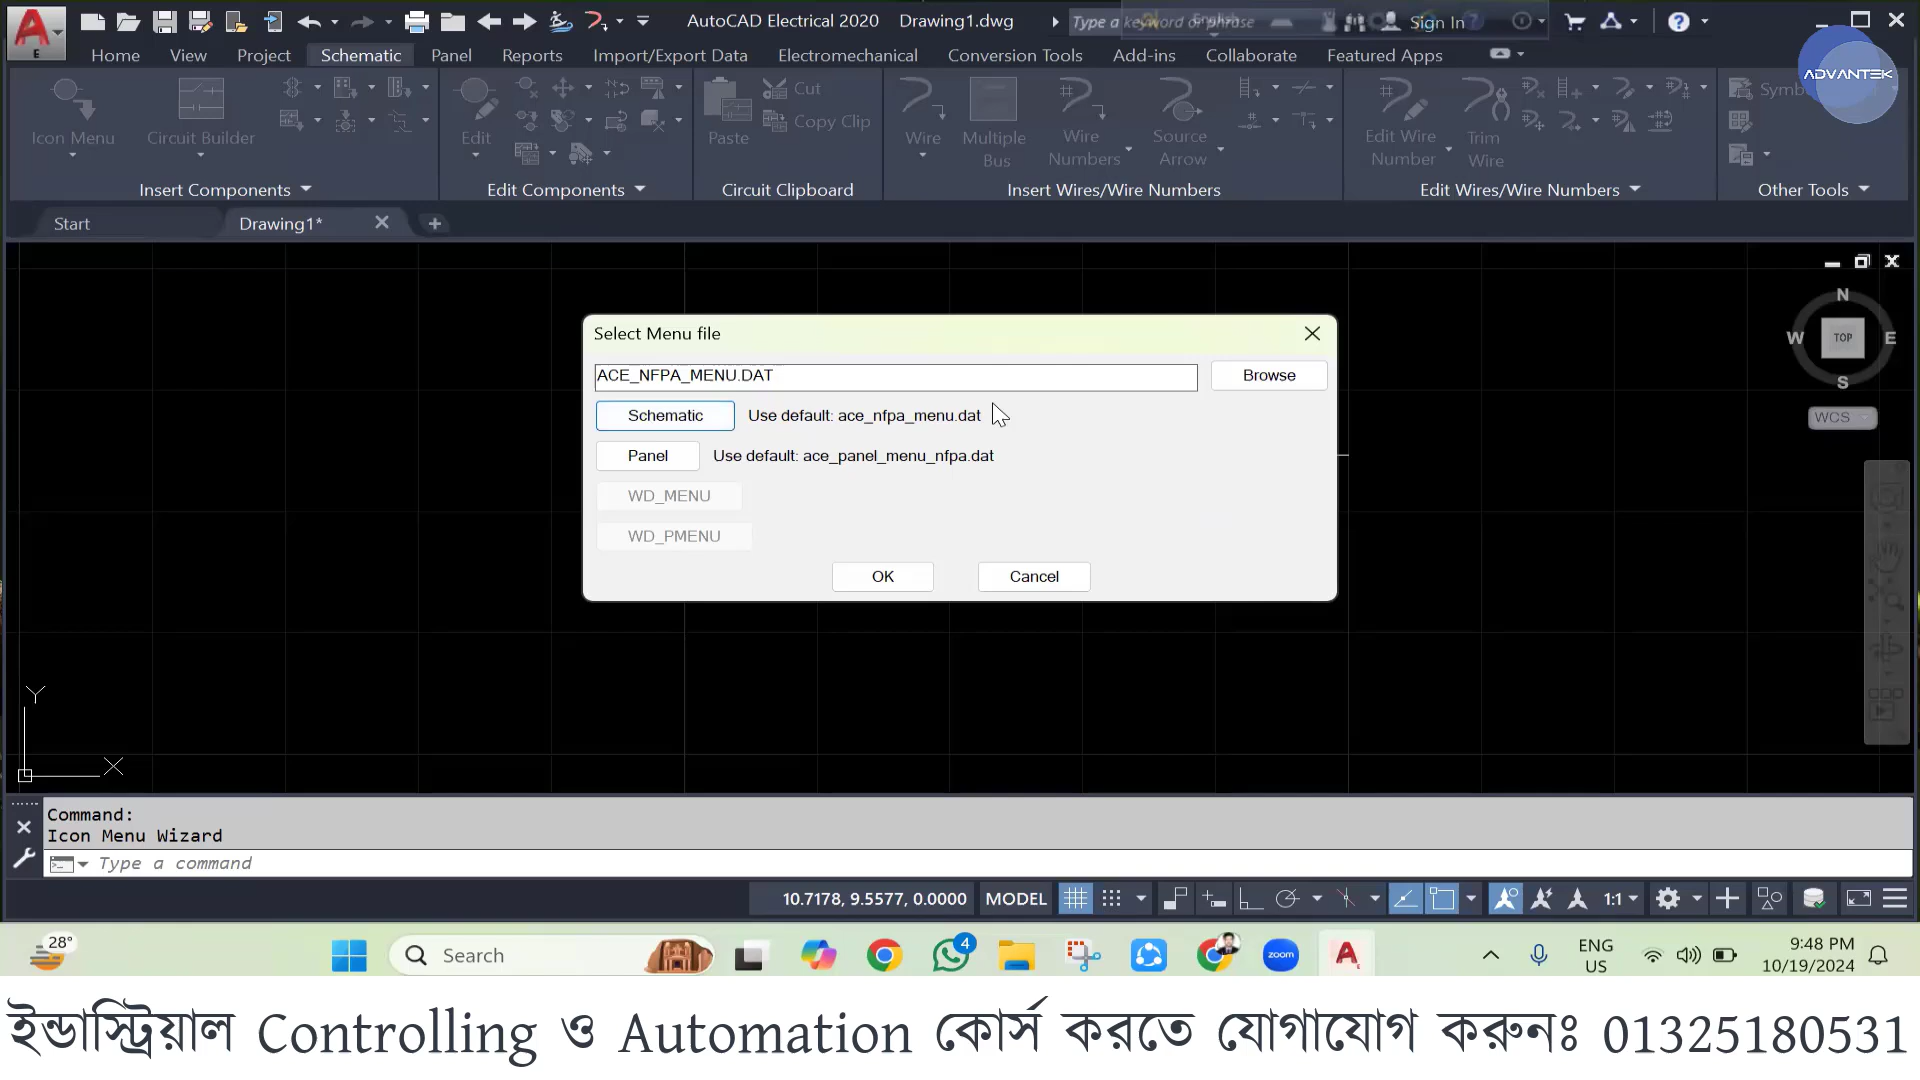 AutoCAD Electrical 2020 Drawing1.dwg Type a keyword or phrase Sign In
Home View Project Schematic Panel Reports Import/Export Data Electromechanical Conversion Tools Add-ins Collaborate Featured Apps
ADVANTEK
Icon Menu Circuit Builder Edit Cut Copy Clip Paste Wire Multiple Bus Wire Numbers Source Arrow Edit Wire Number Trim Wire
Insert Components Edit Components Circuit Clipboard Insert Wires/Wire Numbers Edit Wires/Wire Numbers Other Tools
Start Drawing1*
N
W TOP E
S
WCS
Select Menu file
ACE_NFPA_MENU.DAT Browse
Schematic Use default: ace_nfpa_menu.dat
Panel Use default: ace_panel_menu_nfpa.dat
WD_MENU
WD_PMENU
OK Cancel
Y
X
Command:
Icon Menu Wizard
Type a command
10.7178, 9.5577, 0.0000 MODEL 1:1
28° Search 4 zoom ENG US 9:48 PM 10/19/2024
ইন্ডাস্ট্রিয়াল Controlling ও Automation কোর্স করতে যোগাযোগ করুনঃ 01325180531